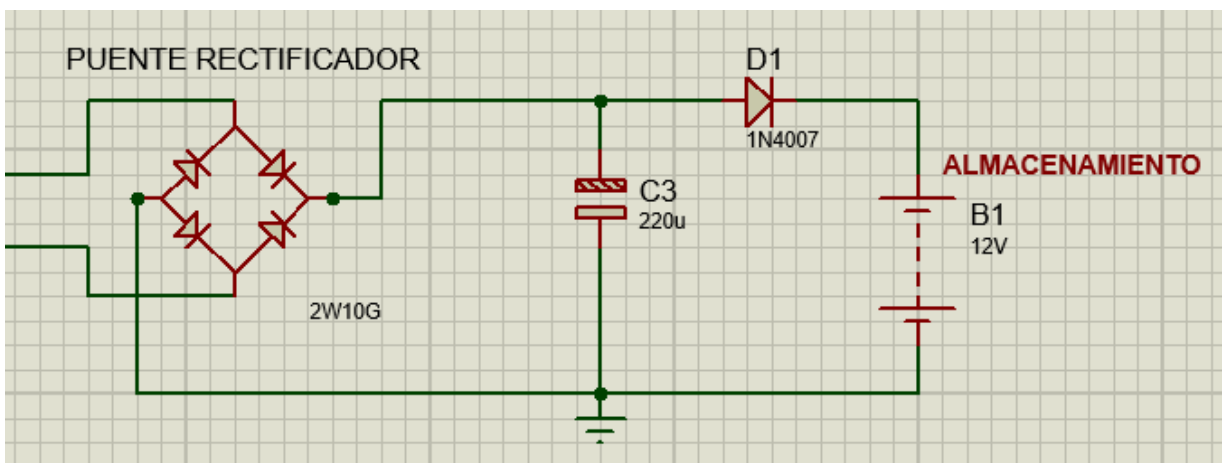 PUENTE RECTIFICADOR
D1
1N4007
ALMACENAMIENTO
C3
220u
B1
12V
2W10G